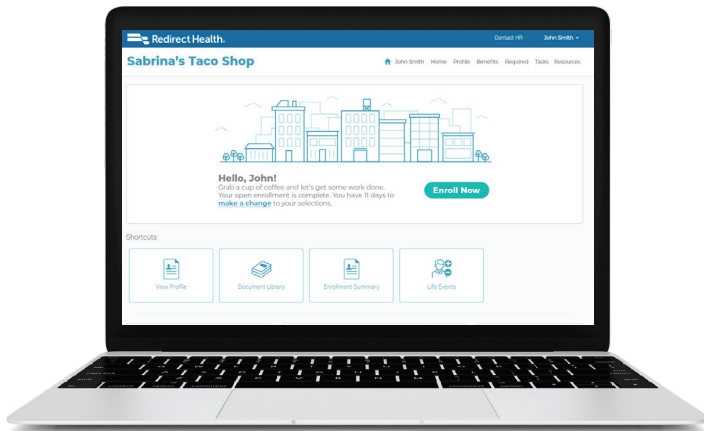 Redirect Health.
Contact HR
John Smith
Sabrina's Taco Shop
John Smith Home Profile Benefits Required Tasks Resources
Hello, John!
Grab a cup of coffee and let's get some work done.
Your open enrollment is complete. You have 11 days to
make a change to your selections.
Enroll Now
Shortcuts
View Profile
Document Library
Enrollment Summary
Life Events